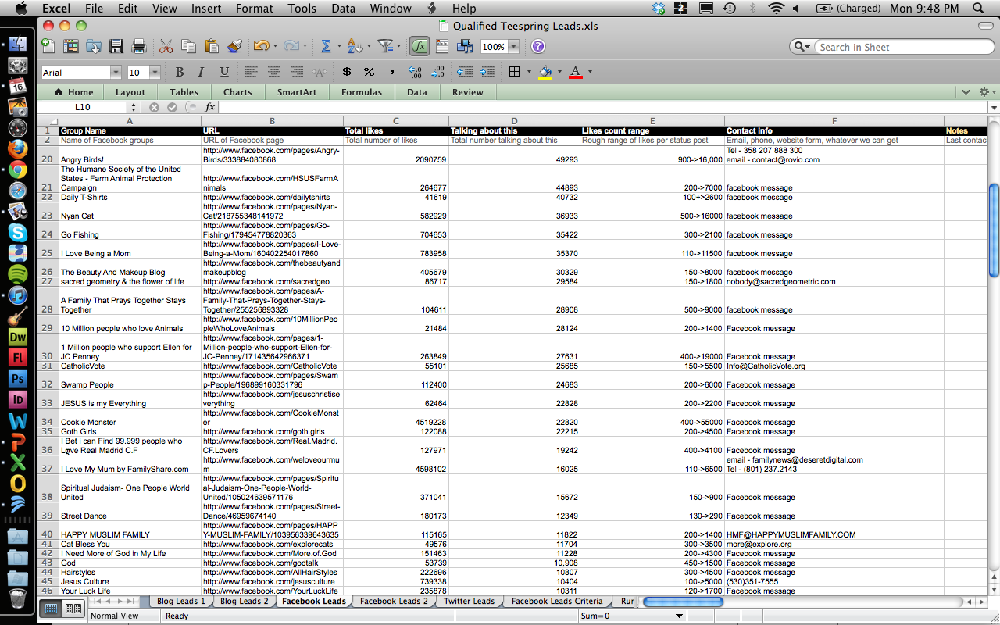 Excel File Edit View Insert Format Tools Data Window Help 2 (Charged) Mon 9:48 PM
Qualified Teespring Leads.xls
100% Search in Sheet
Arial 10 B I U $ %
Home Layout Tables Charts SmartArt Formulas Data Review
L10 fx
A B C D E F
1 Group Name URL Total likes Talking about this Likes count range Contact Info Notes
2 Name of Facebook groups URL of Facebook page Total number of likes Total number talking about this Rough range of likes per status post Email, phone, website form, whatever we can get Last contact
http://www.facebook.com/pages/Angry- Tel - 358 207 888 300
20 Angry Birds! Birds/333884080868 2090759 49293 900->16,000 email - contact@rovio.com
The Humane Society of the United
States - Farm Animal Protection http://www.facebook.com/HSUSFarmA
21 Campaign nimals 264677 44893 200->7000 facebook message
22 Daily T-Shirts http://www.facebook.com/dailytshirts 41619 40732 100+>2600 facebook message
http://www.facebook.com/pages/Nyan-
23 Nyan Cat Cat/218755348141972 582929 36933 500->16000 facebook message
http://www.facebook.com/pages/Go-
24 Go Fishing Fishing/179454778820363 704653 35422 300->2100 facebook message
http://www.facebook.com/pages/I-Love-
25 I Love Being a Mom Being-a-Mom/160402254017860 783958 35370 110->11500 facebook message
http://www.facebook.com/thebeautyand
26 The Beauty And Makeup Blog makeupblog 405679 30329 150->8000 facebook message
27 sacred geometry & the flower of life http://www.facebook.com/sacredgeo 86717 29584 150->1800 nobody@sacredgeometric.com
http://www.facebook.com/pages/A-
A Family That Prays Together Stays Family-That-Prays-Together-Stays-
28 Together Together/255256893328 104611 28908 500->9000 facebook message
http://www.facebook.com/10MillionPeo
29 10 Million people who love Animals pleWhoLoveAnimals 21484 28124 200->1400 Facebook message
http://www.facebook.com/pages/1-
1 Million people who support Ellen for Million-people-who-support-Ellen-for-
30 JC Penney JC-Penney/171435642966371 263849 27631 400->19000 Facebook message
31 CatholicVote http://www.facebook.com/CatholicVote 55101 25685 150->5500 Info@CatholicVote.org
http://www.facebook.com/pages/Swam
32 Swamp People p-People/196899160331796 112400 24683 200->6000 Facebook message
http://www.facebook.com/jesuschristise
33 JESUS is my Everything verything 62464 22828 200->2200 Facebook message
http://www.facebook.com/CookieMonst
34 Cookie Monster er 4519228 22820 400->55000 Facebook message
35 Goth Girls http://www.facebook.com/goth.girls 122088 22215 200->4500 Facebook message
I Bet i can Find 99.999 people who http://www.facebook.com/Real.Madrid.
36 Love Real Madrid C.F CF.Lovers 127971 19242 400->4100 Facebook message
http://www.facebook.com/weloveourmu email - familynews@deseretdigital.com
37 I Love My Mum by FamilyShare.com m 4598102 16025 110->6500 Tel - (801) 237.2143
http://www.facebook.com/pages/Spiritu
Spiritual Judaism- One People World al-Judaism-One-People-World-
38 United United/105024639571176 371041 15672 150->900 Facebook message
http://www.facebook.com/pages/Street-
39 Street Dance Dance/46959674140 180173 12349 130->290 Facebook message
http://www.facebook.com/pages/HAPP
40 HAPPY MUSLIM FAMILY Y-MUSLIM-FAMILY/103956339643635 115165 11822 200->1400 HMF@HAPPYMUSLIMFAMILY.COM
41 Cat Bless You http://www.facebook.com/explorecats 49576 11704 300->3500 more@explore.org
42 I Need More of God in My Life http://www.facebook.com/More.of.God 151463 11228 200->4300 Facebook message
43 God http://www.facebook.com/godtalk 53739 10,908 450->1500 Facebook message
44 Hairstyles http://www.facebook.com/AllHairStyles 222696 10807 300->4500 Facebook message
45 Jesus Culture http://www.facebook.com/jesusculture 739338 10404 100->5000 (530)351-7555
46 Your Luck Life http://www.facebook.com/YourLuckLife 235878 10311 120->1700 Facebook message
Blog Leads 1 Blog Leads 2 Facebook Leads Facebook Leads 2 Twitter Leads Facebook Leads Criteria Rur
Normal View Ready Sum=0
16
Dw
Fl
Ps
ID